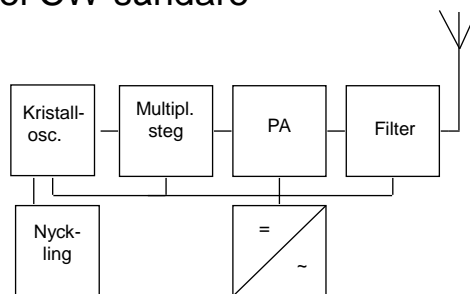 CW-sändare
Kristall-
osc.
Multipl.
steg
PA
Filter
Nyck-
ling
=
~